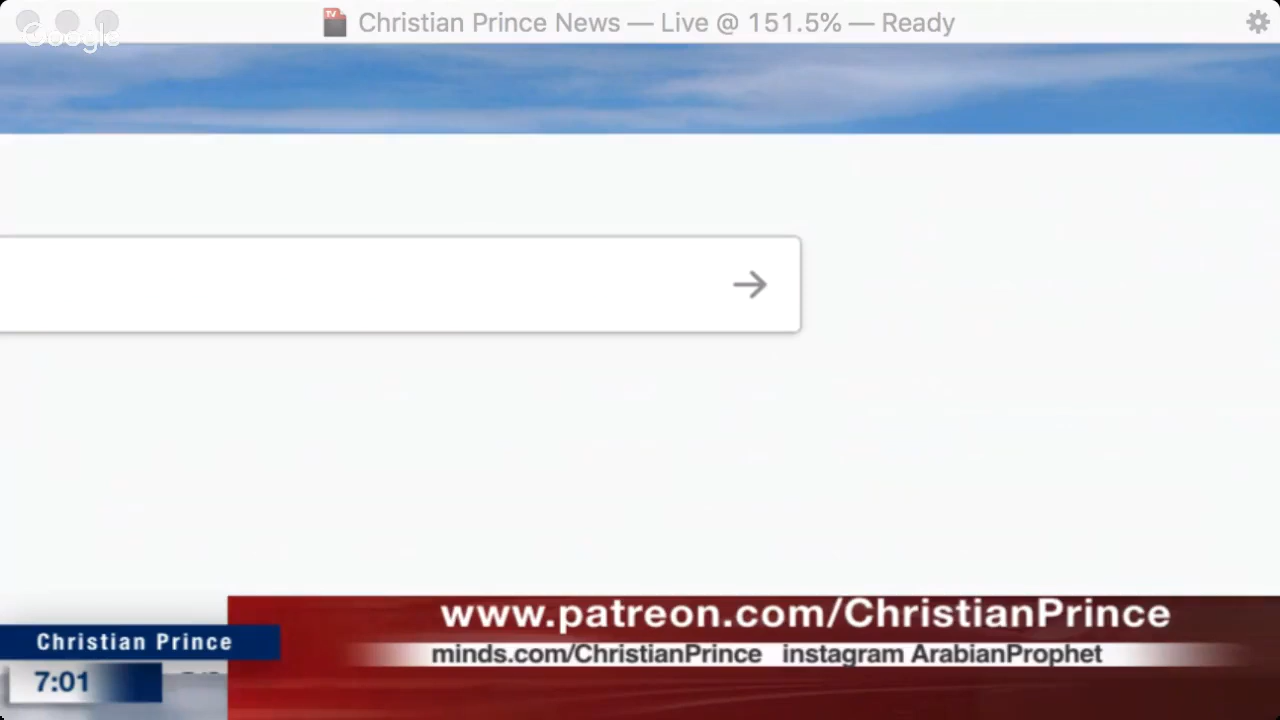 Christian Prince News — Live @ 151.5% — Ready
Google
www.patreon.com/ChristianPrince
minds.com/ChristianPrince instagram ArabianProphet
Christian Prince
7:01